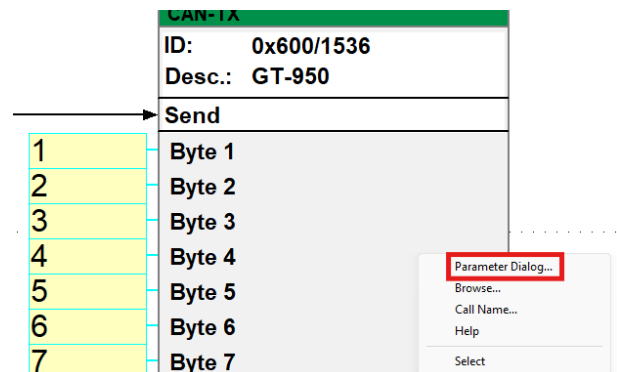 CAN-TX
ID: 0x600/1536
Desc.: GT-950
Send
1 Byte 1
2 Byte 2
3 Byte 3
4 Byte 4
5 Byte 5
6 Byte 6
7 Byte 7
Parameter Dialog...
Browse...
Call Name...
Help
Select